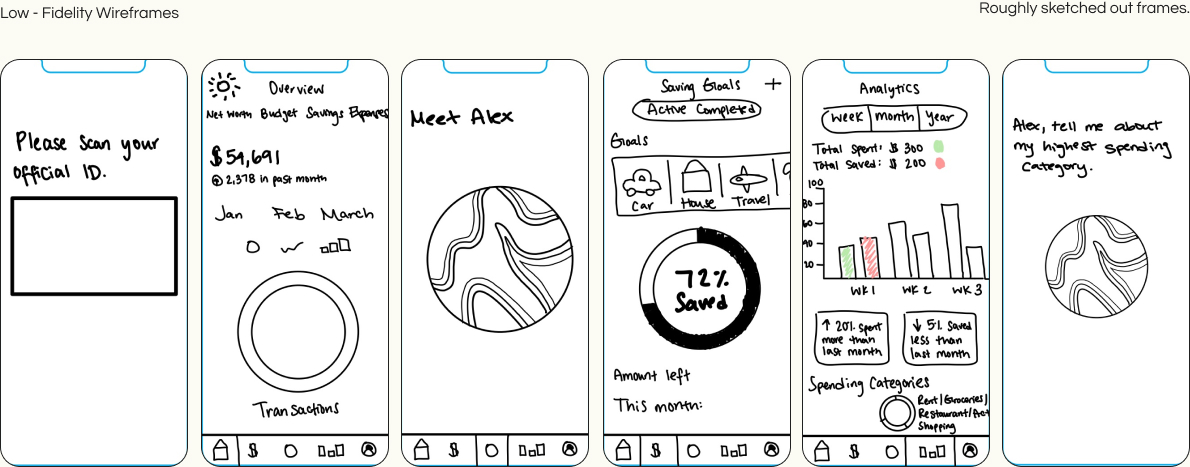 Low - Fidelity Wireframes
Roughly sketched out frames.
Please scan your
official ID.
Overview
Net Worth Budget Savings Expenses
$54,691
2,378 in past month
Jan Feb March
Transactions
$
Meet Alex
$
Saving Goals +
Active Completed
Goals
Car House Travel
72%
Saved
Amount left
This month:
$
Analytics
Week Month Year
Total Spent: $ 300
Total Saved: $ 200
100
80
60
40
20
WK 1 WK 2 WK 3
↑ 20% spent
more than
last month
↓ 5% Saved
less than
last month
Spending Categories
Rent/Groceries/
Restaurant/
Shopping
$
Alex, tell me about
my highest spending
category.